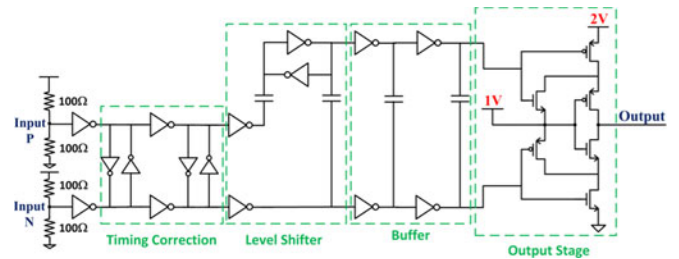 2V
100Ω
1V
Input
P
Output
100Ω
100Ω
Input
N
100Ω
Timing Correction
Level Shifter
Buffer
Output Stage